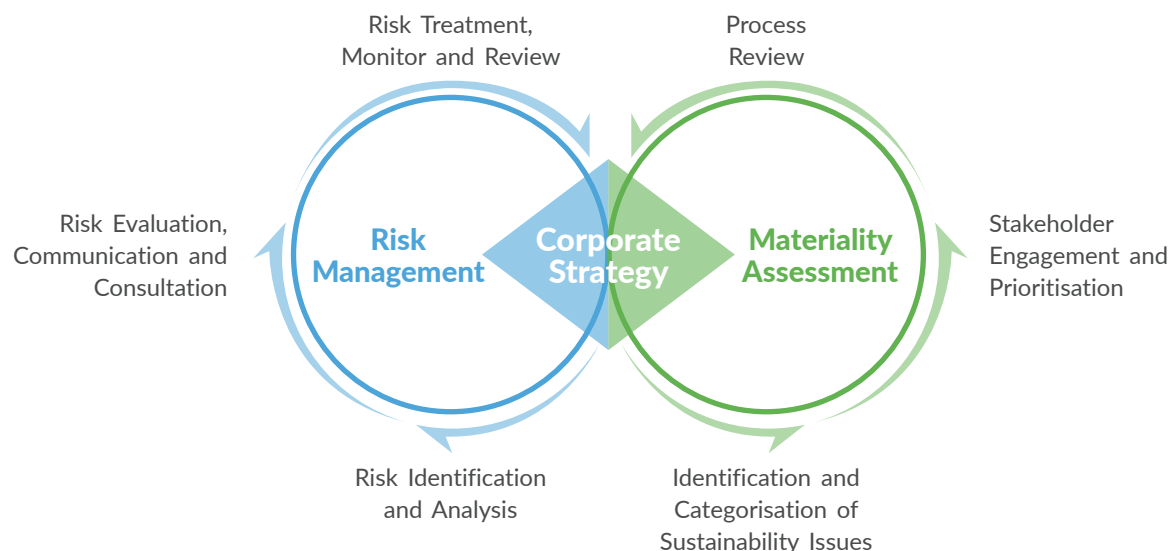 Risk Treatment,
Monitor and Review
Process
Review
Risk Evaluation,
Communication and
Consultation
Risk
Management
Corporate
Strategy
Materiality
Assessment
Stakeholder
Engagement and
Prioritisation
Risk Identification
and Analysis
Identification and
Categorisation of
Sustainability Issues